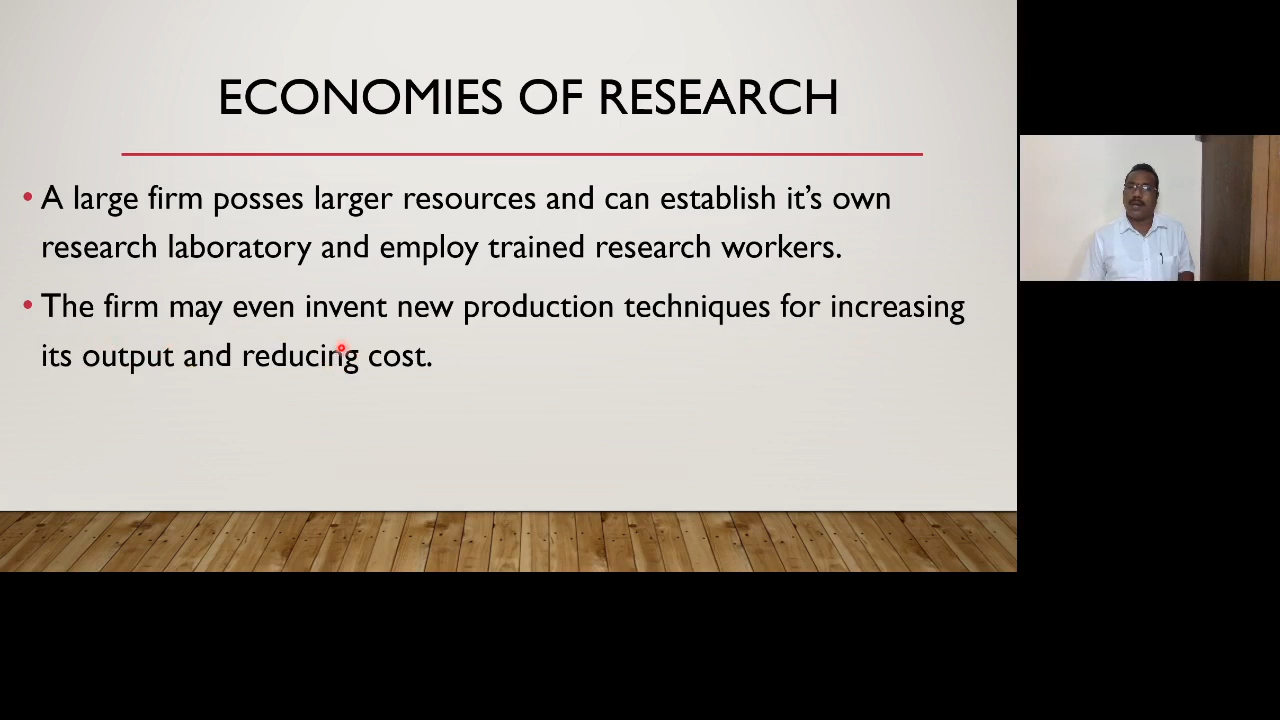 ECONOMIES OF RESEARCH
• A large firm posses larger resources and can establish it’s own
research laboratory and employ trained research workers.
• The firm may even invent new production techniques for increasing
its output and reducing cost.